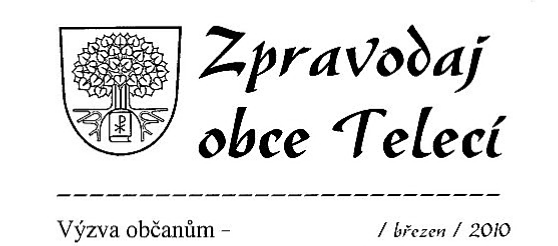 Zpravodaj
obce Telecí
Výzva občanům – / březen / 2010